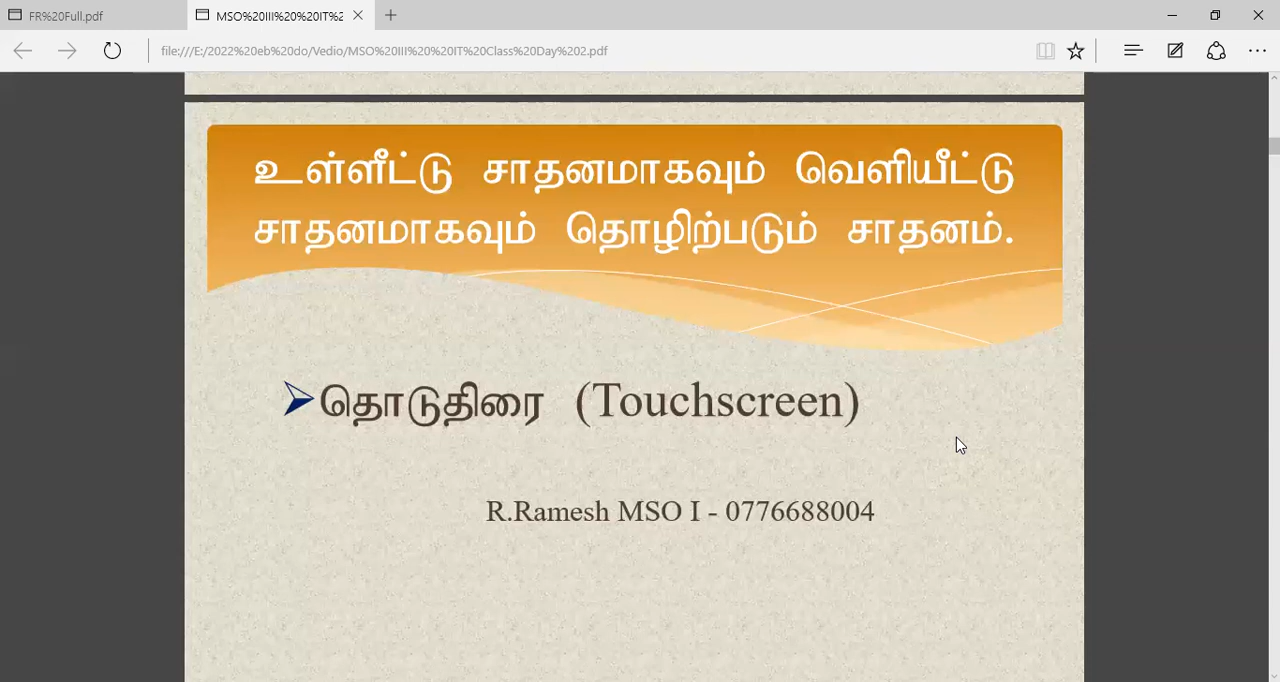 FR%20Full.pdf
MSO%20III%20%20IT%2
file:///E:/2022%20eb%20do/Vedio/MSO%20III%20%20IT%20Class%20Day%202.pdf
உள்ளீட்டு சாதனமாகவும் வெளியீட்டு
சாதனமாகவும் தொழிற்படும் சாதனம்.
தொடுதிரை (Touchscreen)
R.Ramesh MSO I - 0776688004